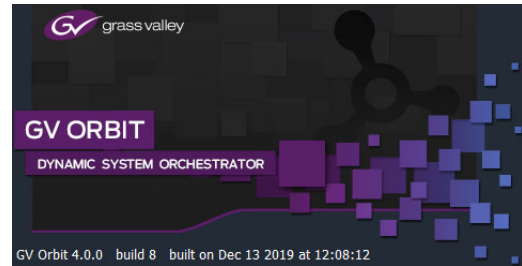 GV grass valley
GV ORBIT
DYNAMIC SYSTEM ORCHESTRATOR
GV Orbit 4.0.0 build 8 built on Dec 13 2019 at 12:08:12